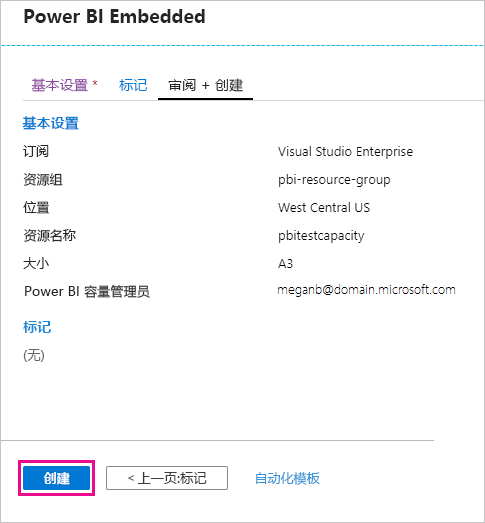 Power BI Embedded
基本设置 * 标记 审阅 + 创建
基本设置
订阅 Visual Studio Enterprise
资源组 pbi-resource-group
位置 West Central US
资源名称 pbitestcapacity
大小 A3
Power BI 容量管理员 meganb@domain.microsoft.com
标记
(无)
创建 < 上一页:标记 自动化模板